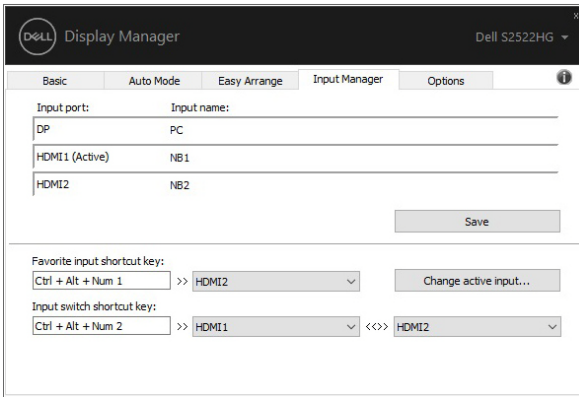 DELL Display Manager Dell S2522HG
Basic Auto Mode Easy Arrange Input Manager Options
Input port: Input name:
DP PC
HDMI1 (Active) NB1
HDMI2 NB2
Save
Favorite input shortcut key:
Ctrl + Alt + Num 1 >> HDMI2 Change active input...
Input switch shortcut key:
Ctrl + Alt + Num 2 >> HDMI1 <<>> HDMI2